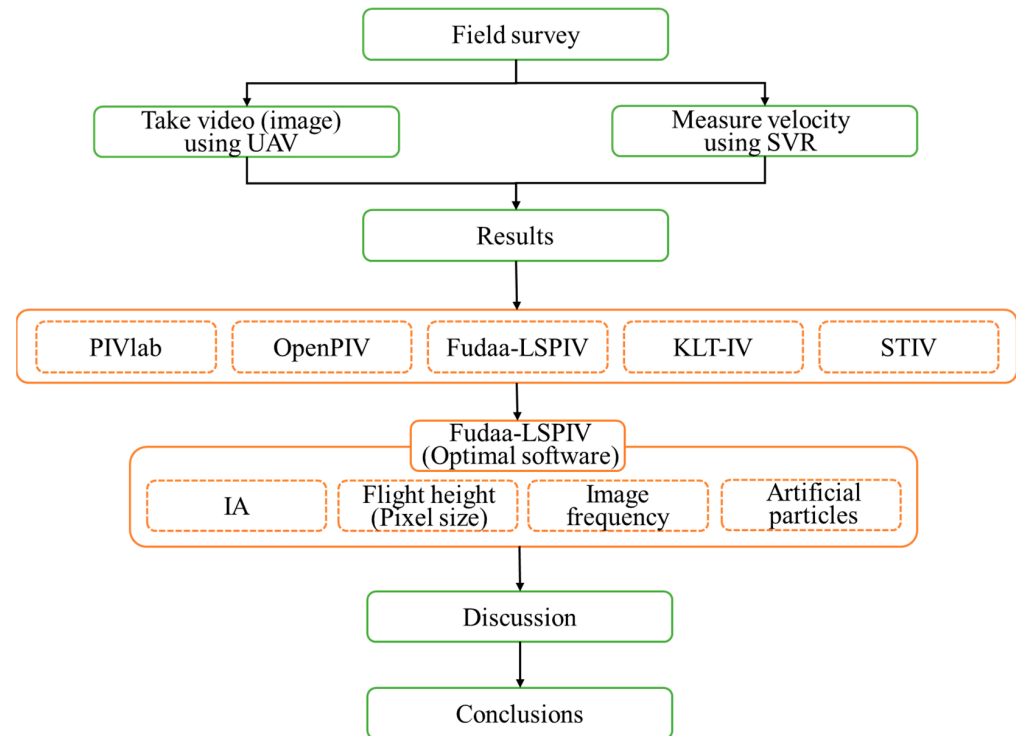 Field survey
Take video (image)
using UAV
Measure velocity
using SVR
Results
PIVlab
OpenPIV
Fudaa-LSPIV
KLT-IV
STIV
Fudaa-LSPIV
(Optimal software)
IA
Flight height
(Pixel size)
Image
frequency
Artificial
particles
Discussion
Conclusions